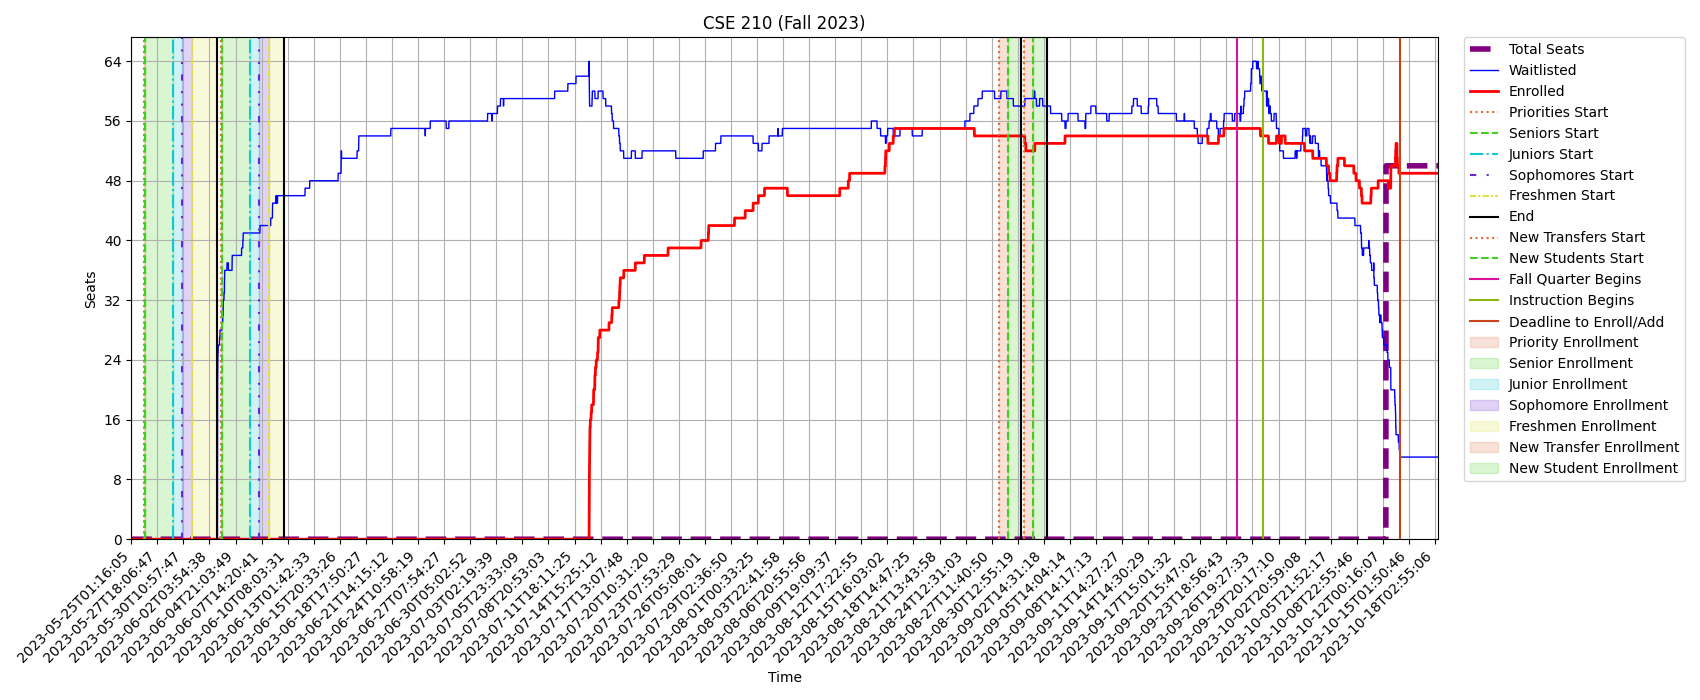 CSE 210 (Fall 2023)
Seats
64
56
48
40
32
24
16
8
0
2023-05-25T01:16:05
2023-05-27T18:06:47
2023-05-30T10:57:47
2023-06-02T03:54:38
2023-06-04T21:03:49
2023-06-07T14:20:41
2023-06-10T08:03:31
2023-06-13T01:42:33
2023-06-15T20:33:26
2023-06-18T17:50:27
2023-06-21T14:15:12
2023-06-24T10:58:19
2023-06-27T07:54:27
2023-06-30T05:02:52
2023-07-03T02:19:39
2023-07-05T23:33:09
2023-07-08T20:53:03
2023-07-11T18:11:25
2023-07-14T15:25:12
2023-07-17T13:07:48
2023-07-20T10:31:20
2023-07-23T07:53:29
2023-07-26T05:08:01
2023-07-29T02:36:50
2023-08-01T00:33:25
2023-08-03T22:41:58
2023-08-06T20:55:56
2023-08-09T19:09:37
2023-08-12T17:22:55
2023-08-15T16:03:02
2023-08-18T14:47:25
2023-08-21T13:43:58
2023-08-24T12:31:03
2023-08-27T11:40:50
2023-08-30T12:55:19
2023-09-02T14:31:18
2023-09-05T14:04:14
2023-09-08T14:17:13
2023-09-11T14:27:27
2023-09-14T14:30:29
2023-09-17T15:01:32
2023-09-20T15:47:02
2023-09-23T18:56:43
2023-09-26T19:27:33
2023-09-29T20:17:10
2023-10-02T20:59:08
2023-10-05T21:52:17
2023-10-08T22:55:46
2023-10-12T00:16:07
2023-10-15T01:50:46
2023-10-18T02:55:06
Time
Total Seats
Waitlisted
Enrolled
Priorities Start
Seniors Start
Juniors Start
Sophomores Start
Freshmen Start
End
New Transfers Start
New Students Start
Fall Quarter Begins
Instruction Begins
Deadline to Enroll/Add
Priority Enrollment
Senior Enrollment
Junior Enrollment
Sophomore Enrollment
Freshmen Enrollment
New Transfer Enrollment
New Student Enrollment